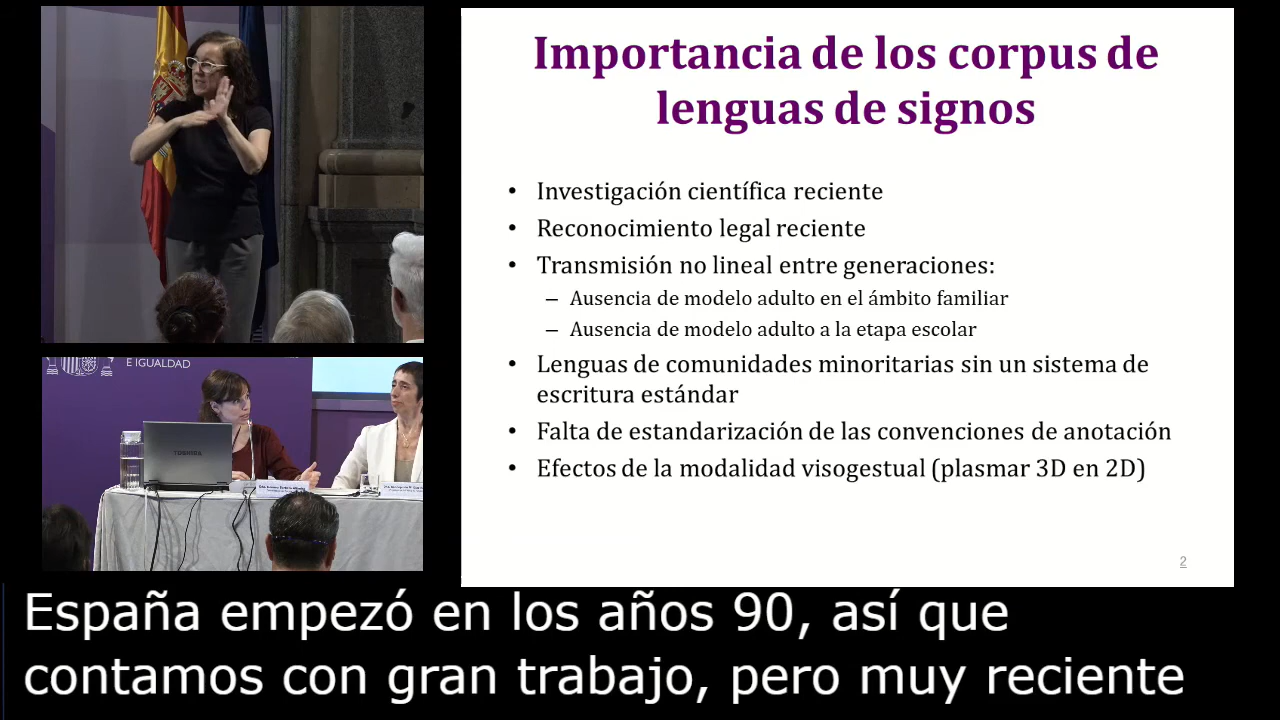 Importancia de los corpus de
lenguas de signos
• Investigación científica reciente
• Reconocimiento legal reciente
• Transmisión no lineal entre generaciones:
– Ausencia de modelo adulto en el ámbito familiar
– Ausencia de modelo adulto a la etapa escolar
• Lenguas de comunidades minoritarias sin un sistema de
escritura estándar
• Falta de estandarización de las convenciones de anotación
• Efectos de la modalidad visogestual (plasmar 3D en 2D)
2
E IGUALDAD
TOSHIBA
España empezó en los años 90, así que
contamos con gran trabajo, pero muy reciente